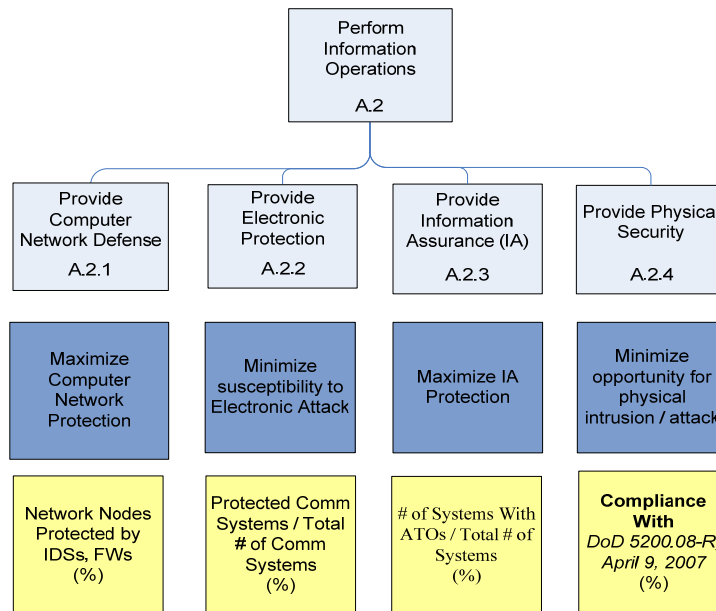 Perform
Information
Operations
A.2
Provide
Computer
Network Defense
A.2.1
Provide
Electronic
Protection
A.2.2
Provide
Information
Assurance (IA)
A.2.3
Provide Physical
Security
A.2.4
Maximize
Computer
Network
Protection
Minimize
susceptibility to
Electronic Attack
Maximize IA
Protection
Minimize
opportunity for
physical
intrusion / attack
Network Nodes
Protected by
IDSs, FWs
(%)
Protected Comm
Systems / Total
# of Comm
Systems
(%)
# of Systems With
ATOs / Total # of
Systems
(%)
Compliance
With
DoD 5200.08-R,
April 9, 2007
(%)